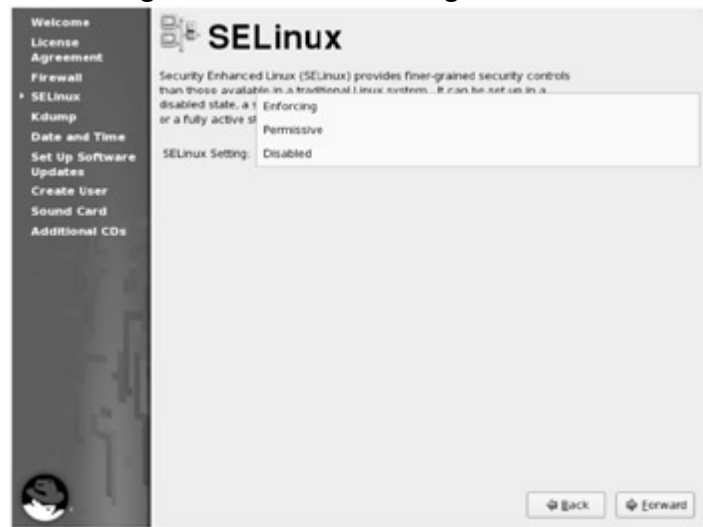 Welcome
License
Agreement
Firewall
SELinux
Kdump
Date and Time
Set Up Software
Updates
Create User
Sound Card
Additional CDs
SELinux
Security Enhanced Linux (SELinux) provides finer-grained security controls
than those available in a traditional Linux system. It can be set up in a
disabled state, a
or a fully active
SELinux Setting:
Enforcing
Permissive
Disabled
Back
Forward